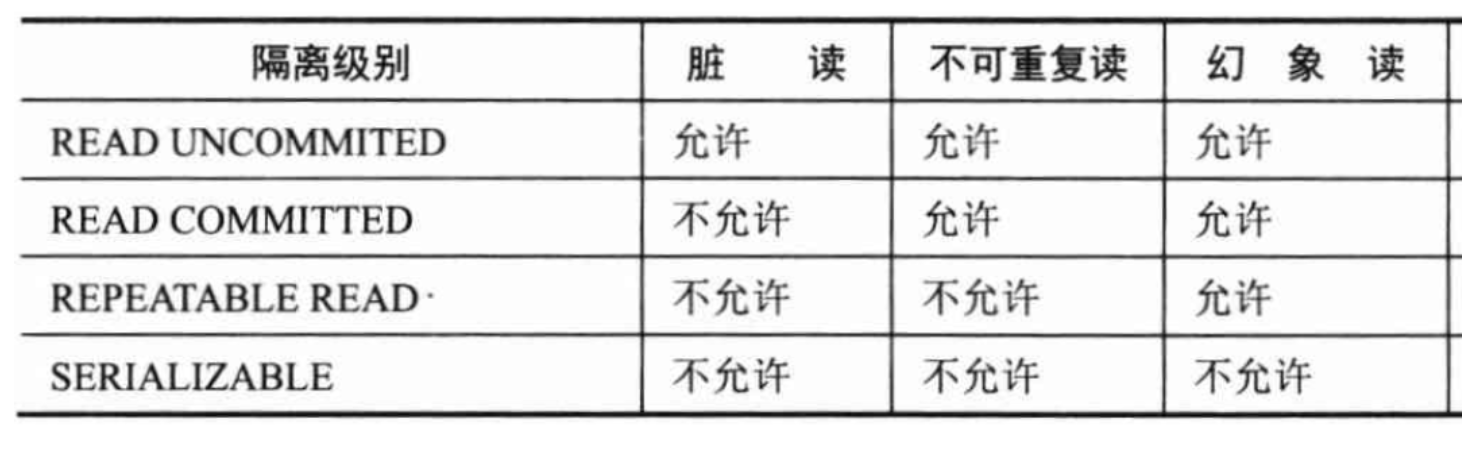 隔离级别 脏 读 不可重复读 幻 象 读
READ UNCOMMITED 允许 允许 允许
READ COMMITTED 不允许 允许 允许
REPEATABLE READ 不允许 不允许 允许
SERIALIZABLE 不允许 不允许 不允许